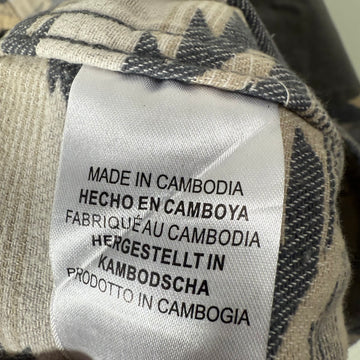 MADE IN CAMBODIA
HECHO EN CAMBOYA
FABRIQUÉ AU CAMBODIA
HERGESTELLT IN
KAMBODSCHA
PRODOTTO IN CAMBOGIA